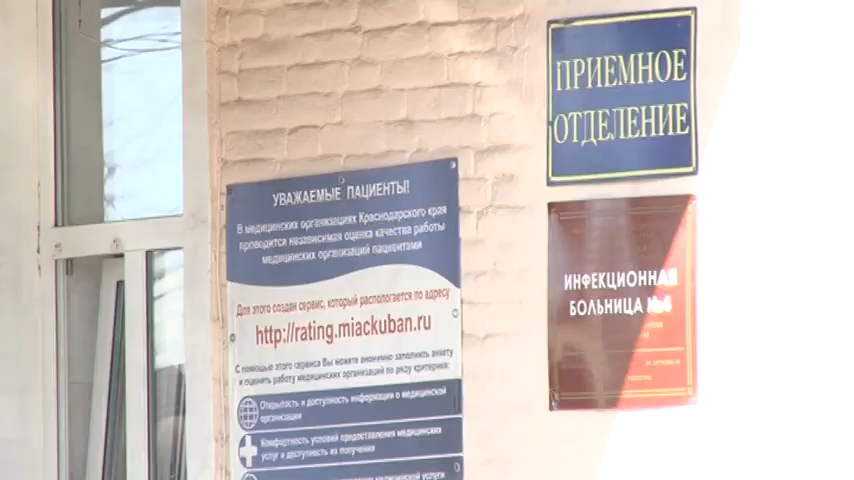 ПРИЕМНОЕ
ОТДЕЛЕНИЕ
УВАЖАЕМЫЕ ПАЦИЕНТЫ!
В медицинских организациях Краснодарского края
проводится независимая оценка качества работы
медицинских организаций пациентами
Для этого создан сервис, который распологается по адресу
http://rating.miackuban.ru
С помощью этого сервиса Вы можете анонимно заполнить анкету
и оценить работу медицинских организаций по ряду критериев:
Открытость и доступность информации о медицинской
организации
Комфортность условий предоставления медицинских
услуг и доступность их получения
медицинской услуги
ИНФЕКЦИОННАЯ
БОЛЬНИЦА